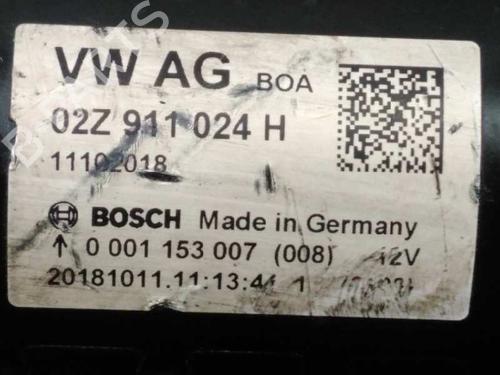 VW AG BOA
02Z 911 024 H
11102018
BOSCH Made in Germany
↑ 0 001 153 007 (008) 12V
20181011.11:13:44 1